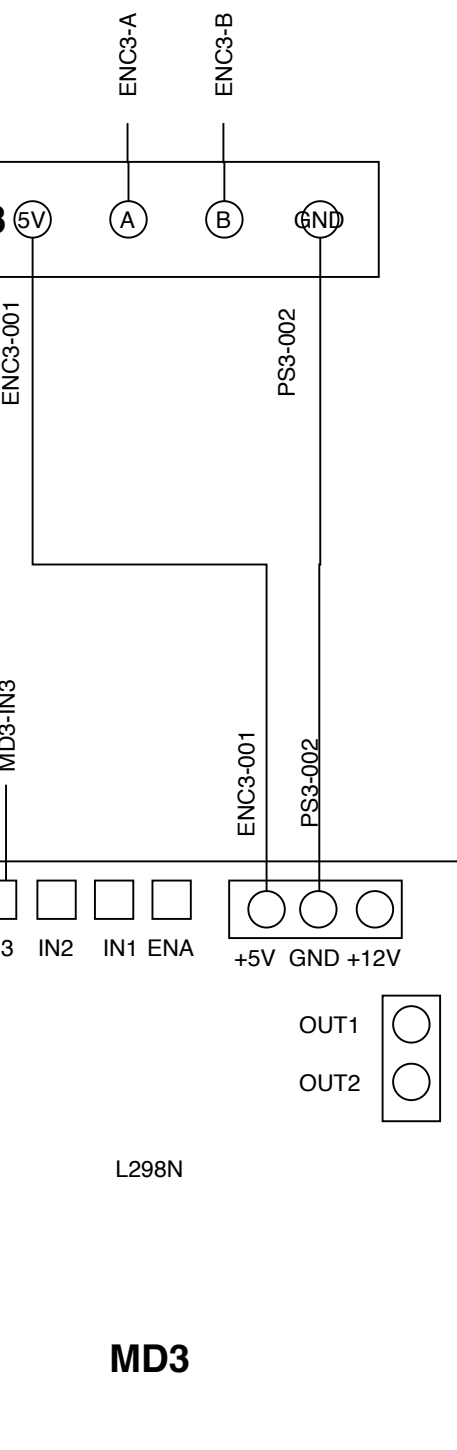 ENC3-A
ENC3-B
5V
A
B
GND
ENC3-001
PS3-002
MD3-IN3
ENC3-001
PS3-002
3 IN2 IN1 ENA
+5V GND +12V
OUT1
OUT2
L298N
MD3